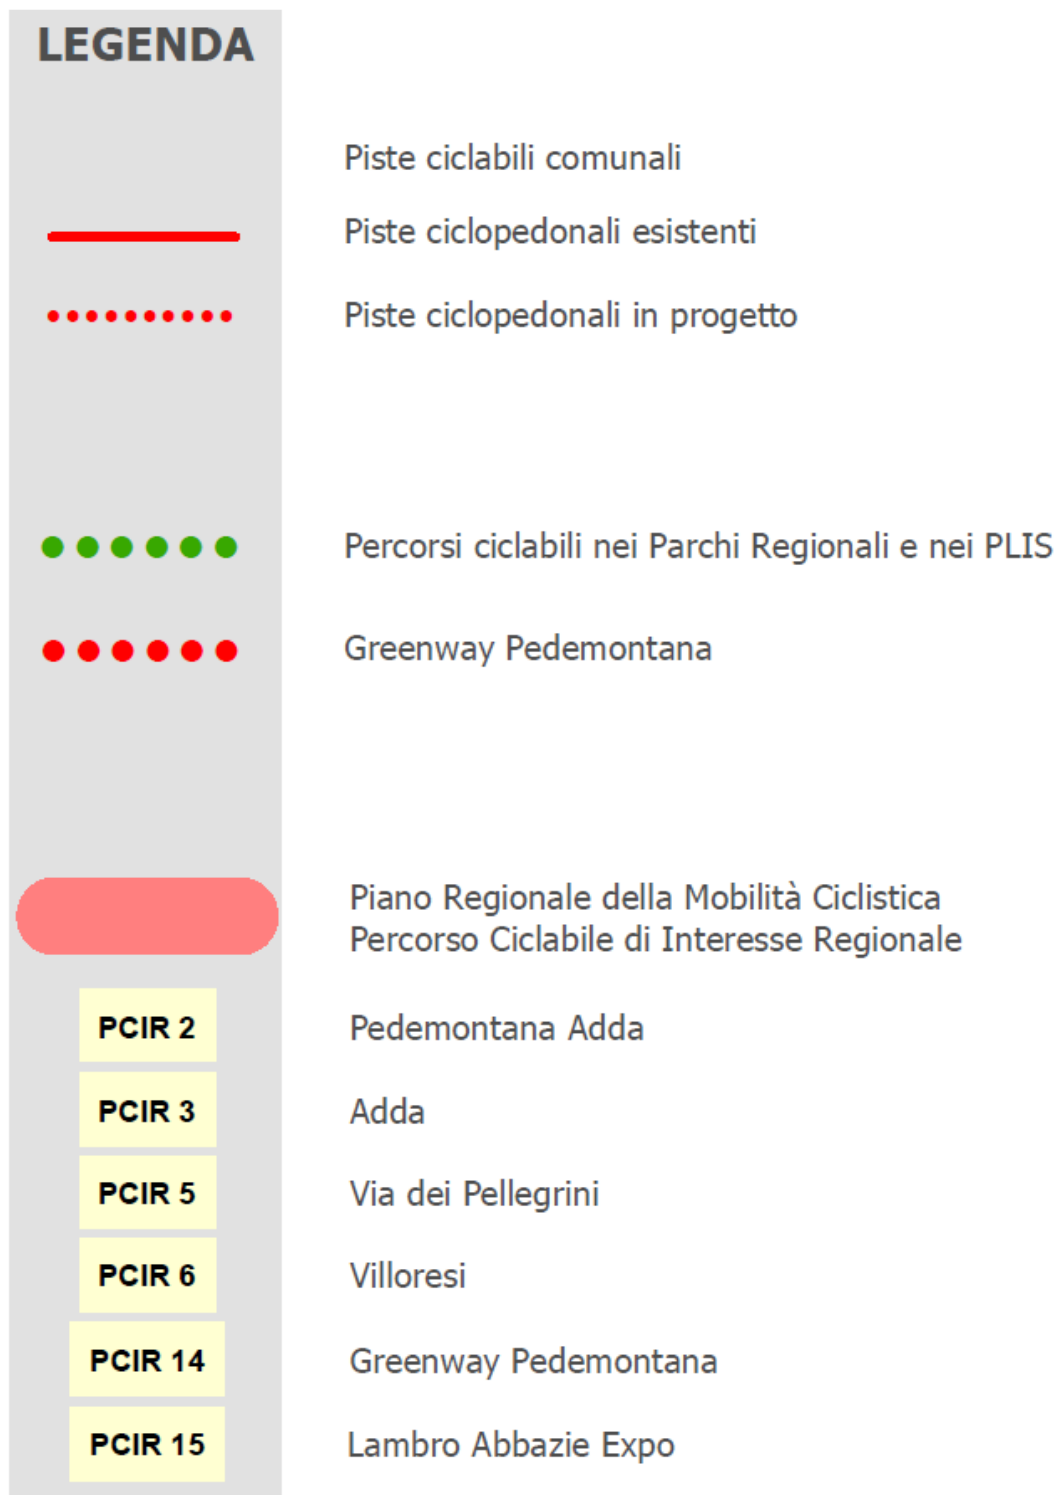 LEGENDA
Piste ciclabili comunali
Piste ciclopedonali esistenti
Piste ciclopedonali in progetto
Percorsi ciclabili nei Parchi Regionali e nei PLIS
Greenway Pedemontana
Piano Regionale della Mobilità Ciclistica
Percorso Ciclabile di Interesse Regionale
PCIR 2 Pedemontana Adda
PCIR 3 Adda
PCIR 5 Via dei Pellegrini
PCIR 6 Villoresi
PCIR 14 Greenway Pedemontana
PCIR 15 Lambro Abbazie Expo